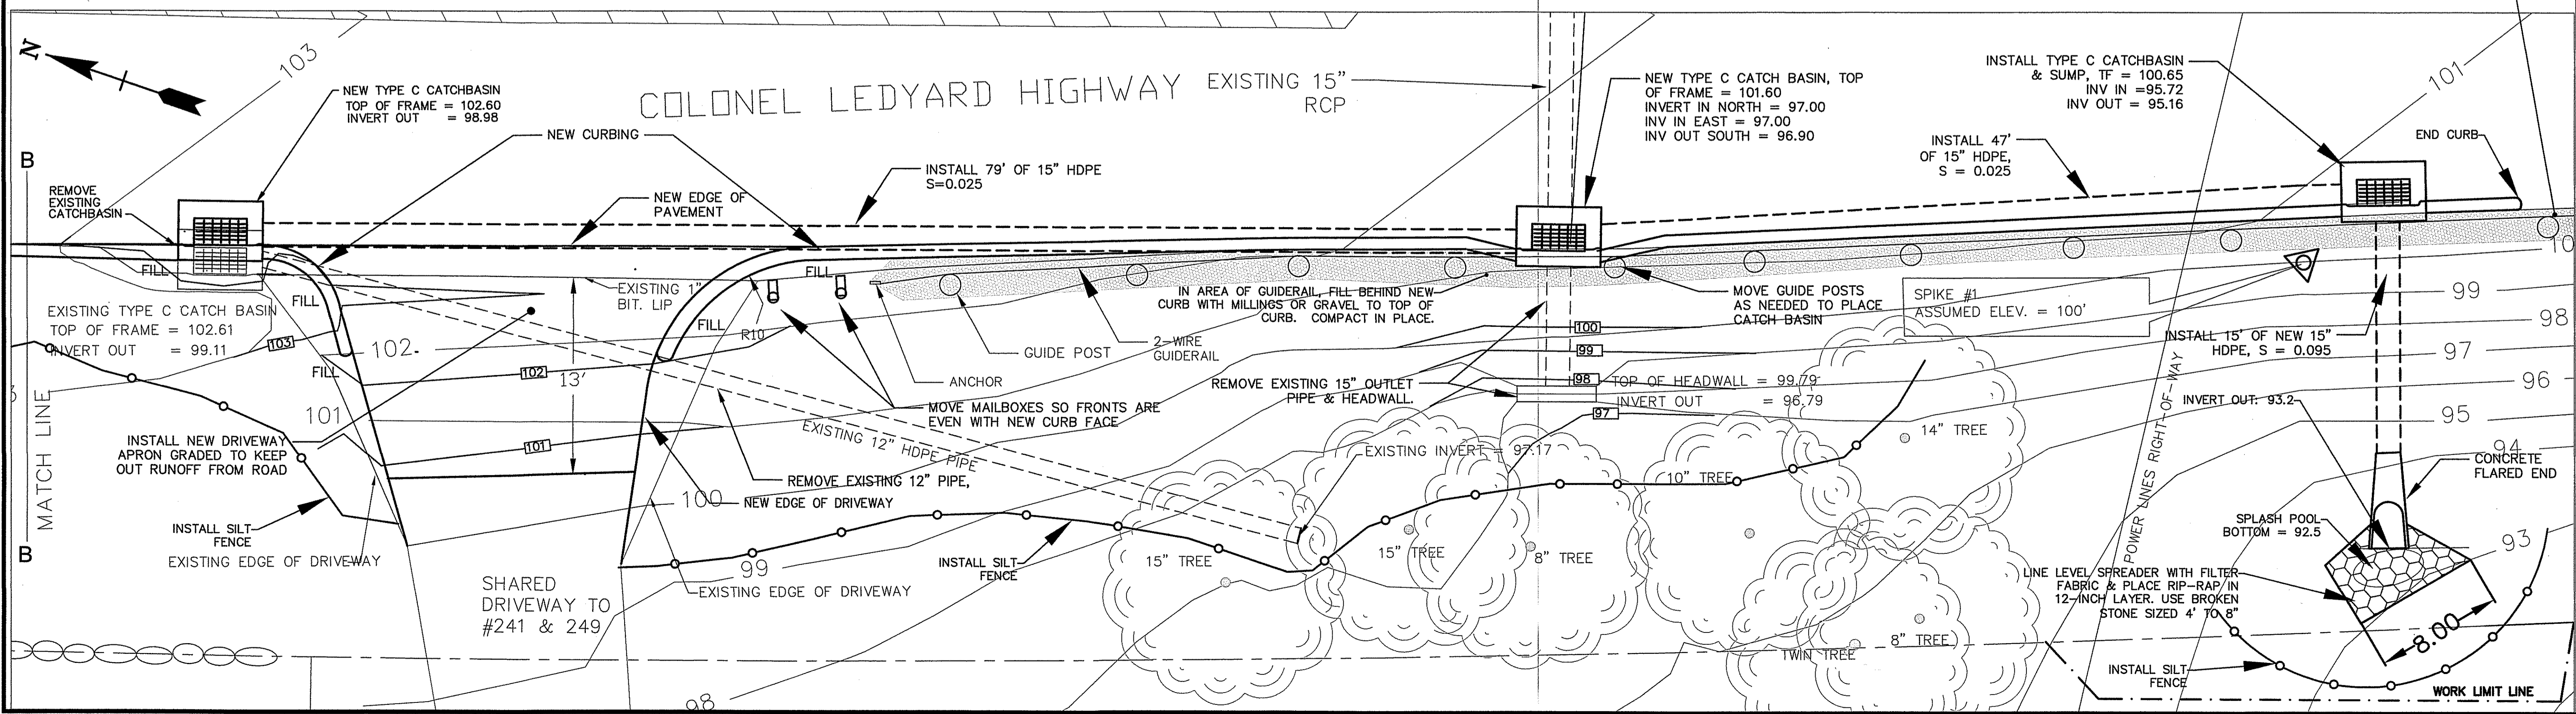 N
103
NEW TYPE C CATCHBASIN
TOP OF FRAME = 102.60
INVERT OUT = 98.98
COLONEL LEDYARD HIGHWAY
EXISTING 15"
RCP
NEW TYPE C CATCH BASIN, TOP
OF FRAME = 101.60
INVERT IN NORTH = 97.00
INV IN EAST = 97.00
INV OUT SOUTH = 96.90
INSTALL TYPE C CATCHBASIN
& SUMP, TF = 100.65
INV IN =95.72
INV OUT =95.16
101
NEW CURBING
INSTALL 47'
OF 15" HDPE,
S = 0.025
END CURB
B
REMOVE
EXISTING
CATCHBASIN
NEW EDGE OF
PAVEMENT
INSTALL 79' OF 15" HDPE
S=0.025
FILL
FILL
EXISTING 1"
BIT. LIP
FILL
10
EXISTING TYPE C CATCH BASIN
TOP OF FRAME = 102.61
INVERT OUT = 99.11
103
102
FILL
FILL
R10
GUIDE POST
2-WIRE
GUIDERAIL
IN AREA OF GUIDERAIL, FILL BEHIND NEW
CURB WITH MILLINGS OR GRAVEL TO TOP OF
CURB. COMPACT IN PLACE.
MOVE GUIDE POSTS
AS NEEDED TO PLACE
CATCH BASIN
SPIKE #1
ASSUMED ELEV. = 100'
99
98
97
96
95
94
93
INSTALL 15' OF NEW 15"
HDPE, S = 0.095
100
99
98
97
102
13'
ANCHOR
REMOVE EXISTING 15" OUTLET
PIPE & HEADWALL.
TOP OF HEADWALL = 99.79
INVERT OUT = 96.79
INVERT OUT: 93.2
3
MATCH LINE
101
MOVE MAILBOXES SO FRONTS ARE
EVEN WITH NEW CURB FACE
INSTALL NEW DRIVEWAY
APRON GRADED TO KEEP
OUT RUNOFF FROM ROAD
101
EXISTING 12" HDPE PIPE
EXISTING INVERT = 97.17
14" TREE
POWER LINES RIGHT-OF-WAY
CONCRETE
FLARED END
REMOVE EXISTING 12" PIPE,
10" TREE
100
NEW EDGE OF DRIVEWAY
INSTALL SILT
FENCE
SPLASH POOL
BOTTOM = 92.5
B
EXISTING EDGE OF DRIVEWAY
99
INSTALL SILT
FENCE
15" TREE
15" TREE
8" TREE
SHARED
DRIVEWAY TO
#241 & 249
EXISTING EDGE OF DRIVEWAY
LINE LEVEL SPREADER WITH FILTER
FABRIC & PLACE RIP-RAP IN
12-INCH LAYER. USE BROKEN
STONE SIZED 4' TO 8"
8.00
8" TREE
TWIN TREE
INSTALL SILT
FENCE
WORK LIMIT LINE
98